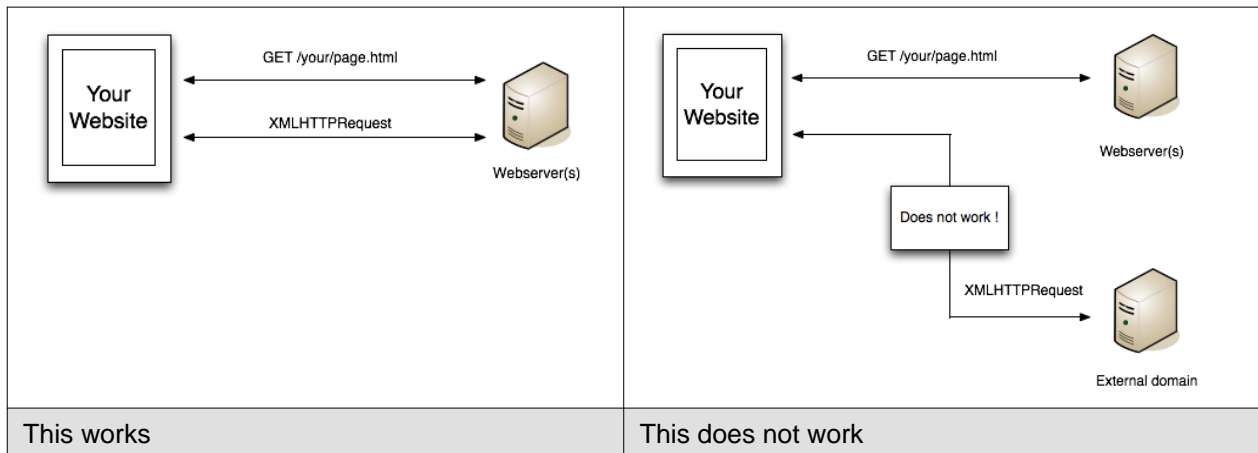 GET /your/page.html
Your
Website
XMLHTTPRequest
Webserver(s)
This works
GET /your/page.html
Your
Website
Webserver(s)
Does not work !
XMLHTTPRequest
External domain
This does not work